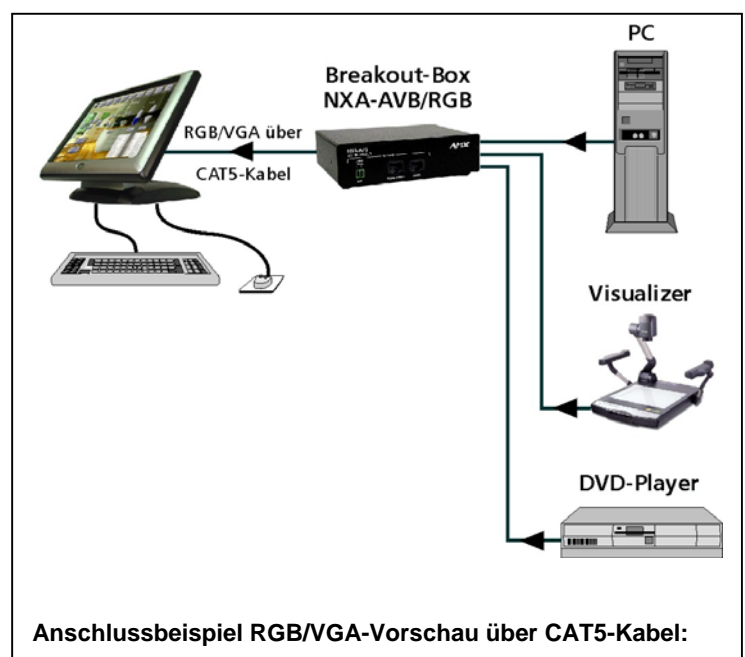 PC
Breakout-Box
NXA-AVB/RGB
RGB/VGA über
CAT5-Kabel
AMX
Visualizer
DVD-Player
Anschlussbeispiel RGB/VGA-Vorschau über CAT5-Kabel: